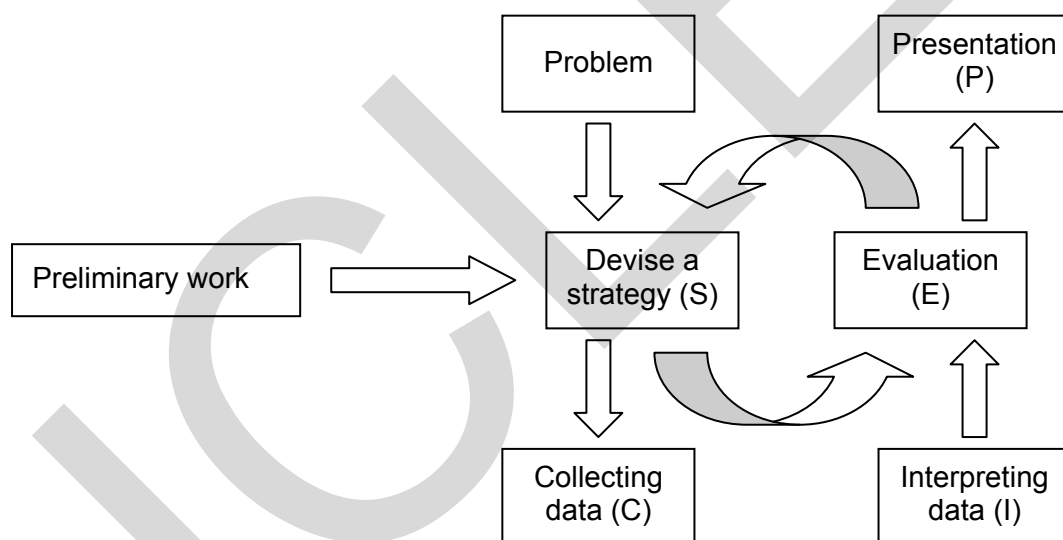 Problem
Presentation
(P)
Preliminary work
Devise a
strategy (S)
Evaluation
(E)
Collecting
data (C)
Interpreting
data (I)